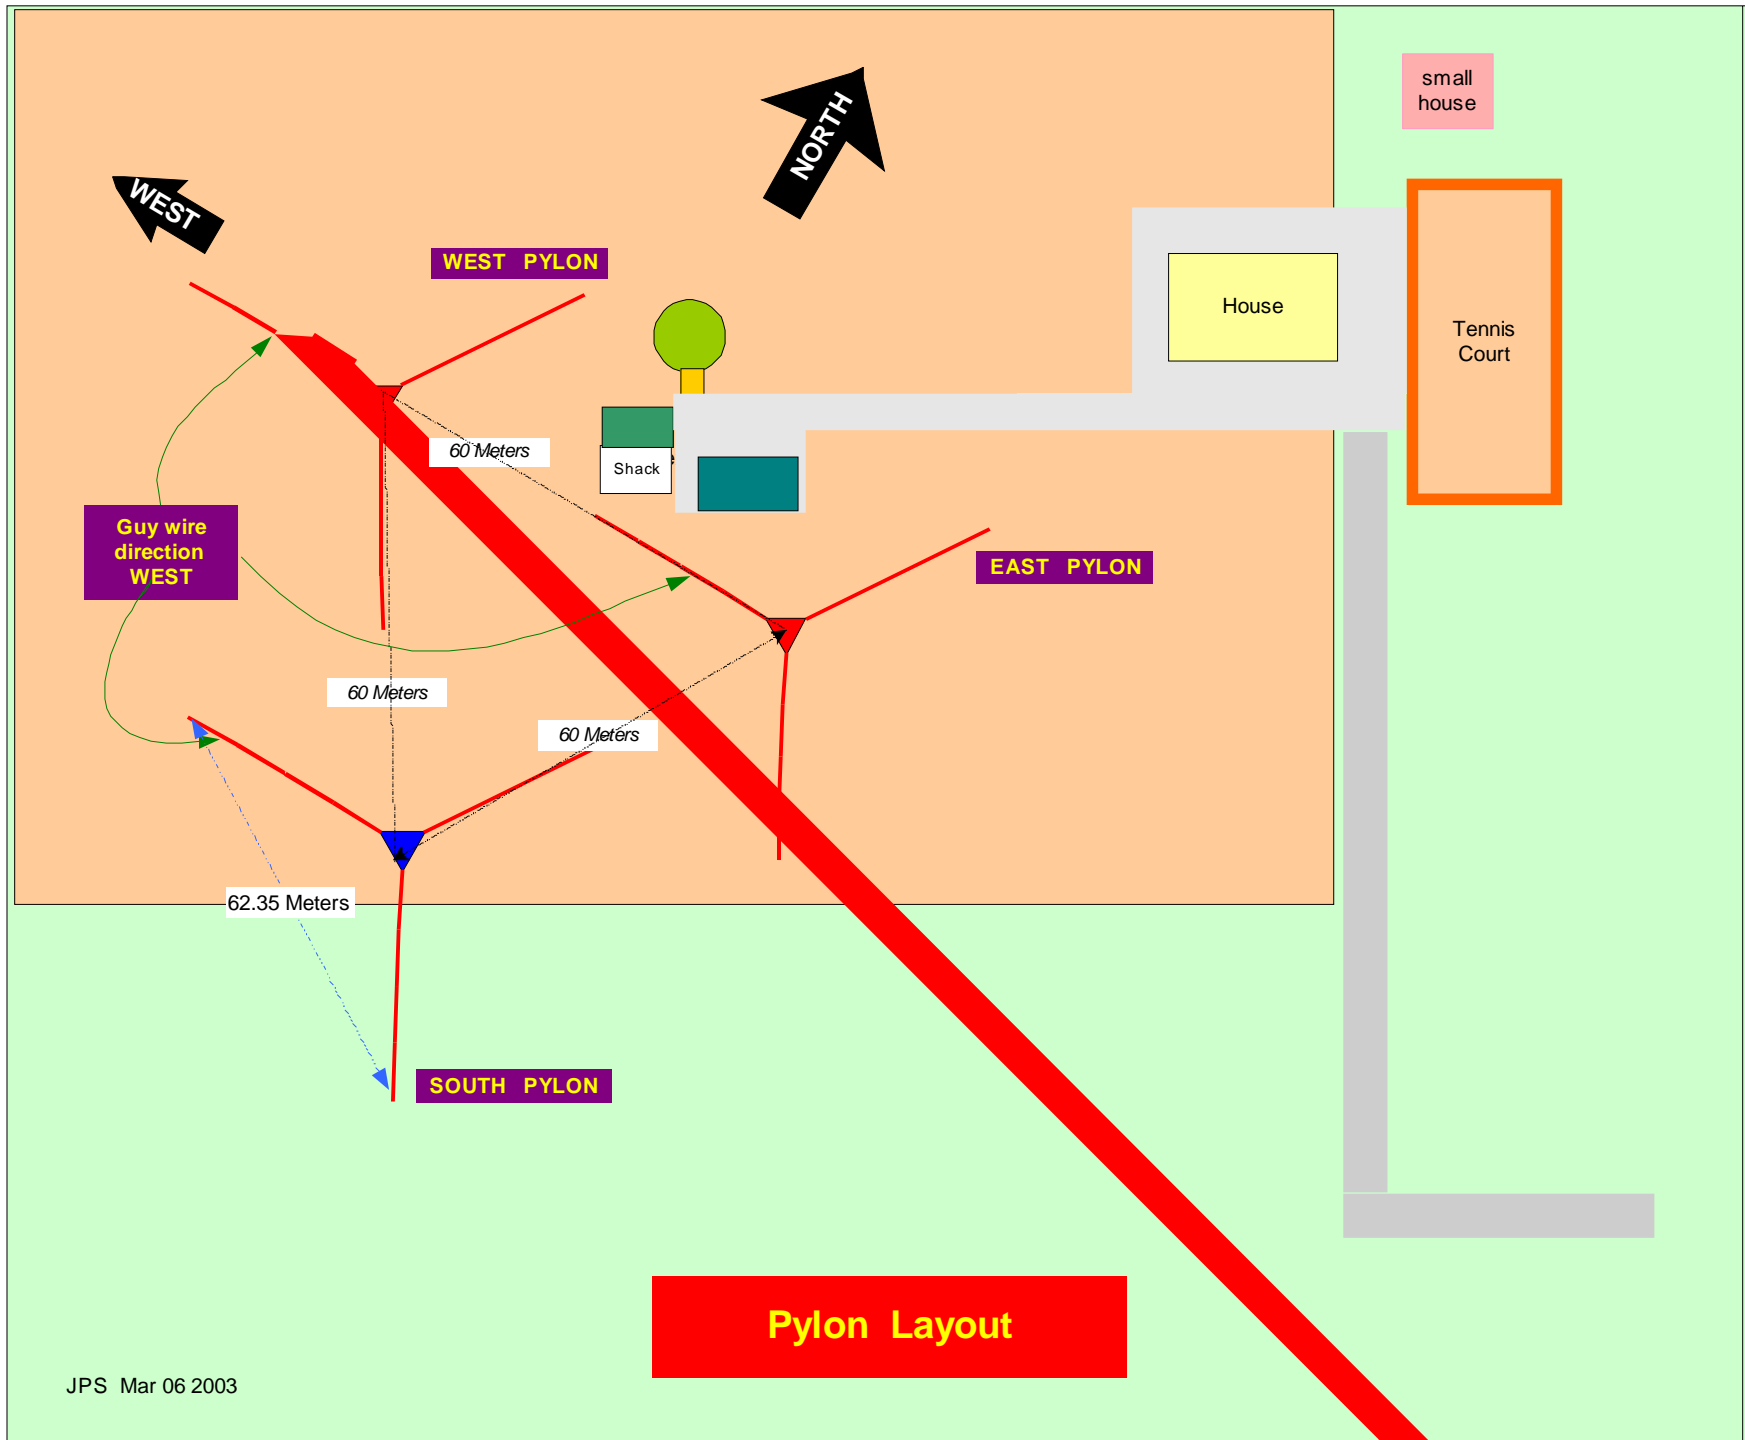 small
house
NORTH
WEST
WEST PYLON
House
Tennis
Court
60 Meters
Shack
Guy wire
direction
WEST
EAST PYLON
60 Meters
60 Meters
62.35 Meters
SOUTH PYLON
Pylon Layout
JPS Mar 06 2003